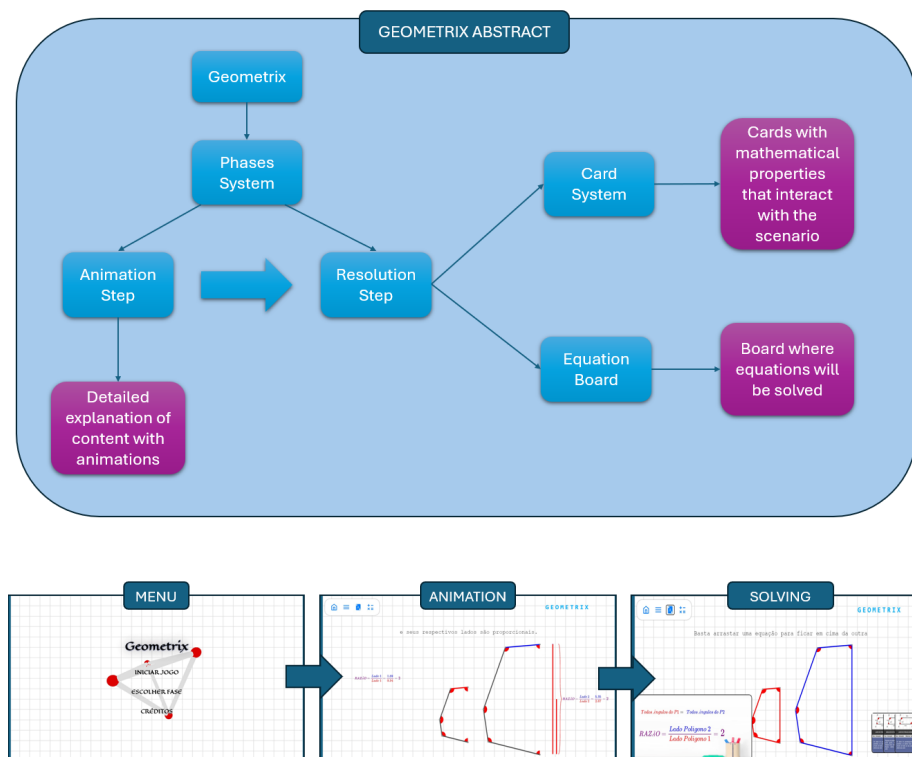 GEOMETRIX ABSTRACT
Geometrix
Phases
System
Animation
Step
Resolution
Step
Detailed
explanation of
content with
animations
Card
System
Cards with
mathematical
properties
that interact
with the
scenario
Equation
Board
Board where
equations will
be solved
MENU
Geometrix
INICIAR JOGO
ESCOLHER FASE
CRÉDITOS
ANIMATION
GEOMETRIX
e seus respectivos lados são proporcionais.
SOLVING
GEOMETRIX
Basta arrastar uma equação para ficar em cima da outra
Todos ângulos do P1 = Todos ângulos do P2
RAZÃO = Lado Polígono 2 / Lado Polígono 1 = 2